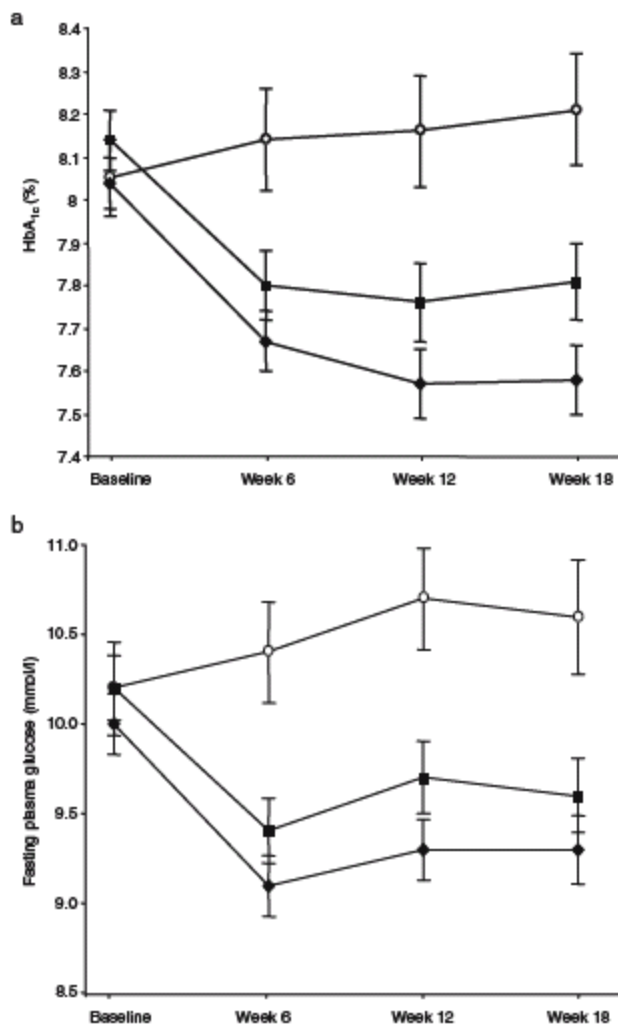 a
8.4
8.3
8.2
8.1
8
7.9
7.8
7.7
7.6
7.5
7.4
HbA1c (%)
Baseline Week 6 Week 12 Week 18
b
11.0
10.5
10.0
9.5
9.0
8.5
Fasting plasma glucose (mmol/l)
Baseline Week 6 Week 12 Week 18